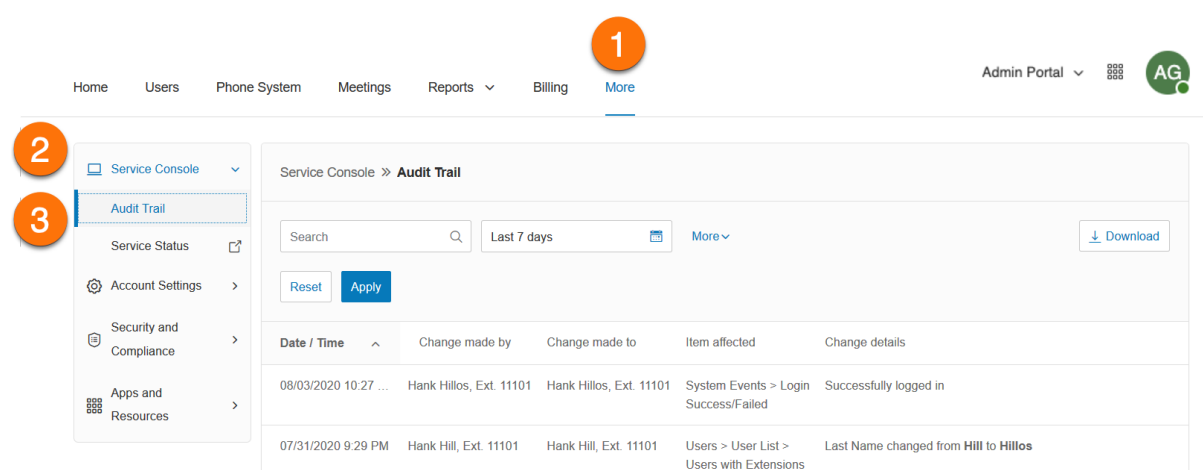 1
Admin Portal
AG
Home Users Phone System Meetings Reports Billing More
2
Service Console
Service Console » Audit Trail
3
Audit Trail
Search Last 7 days More Download
Service Status
Account Settings
Reset Apply
Security and
Compliance
Date / Time Change made by Change made to Item affected Change details
Apps and
Resources
08/03/2020 10:27 ... Hank Hillos, Ext. 11101 Hank Hillos, Ext. 11101 System Events > Login Successfully logged in
Success/Failed
07/31/2020 9:29 PM Hank Hill, Ext. 11101 Hank Hill, Ext. 11101 Users > User List > Last Name changed from Hill to Hillos
Users with Extensions